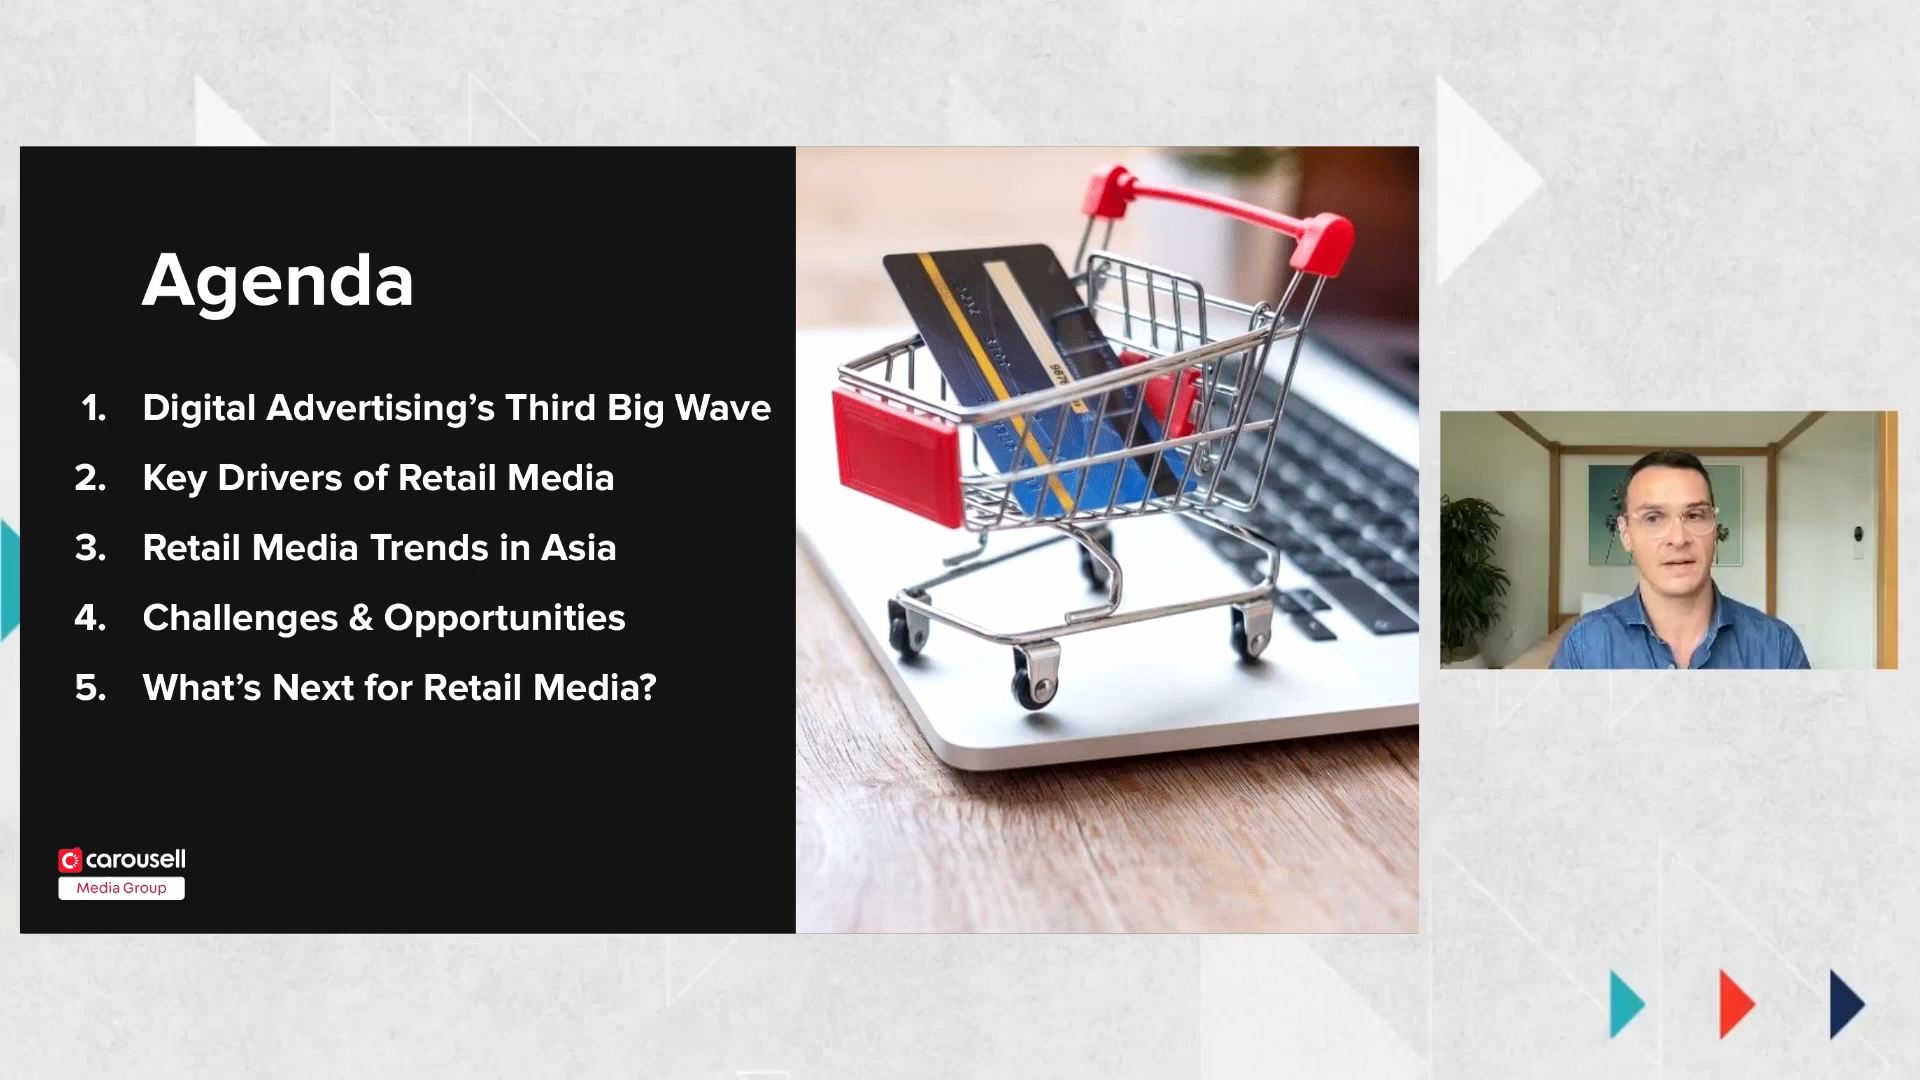 Agenda
1. Digital Advertising’s Third Big Wave
2. Key Drivers of Retail Media
3. Retail Media Trends in Asia
4. Challenges & Opportunities
5. What’s Next for Retail Media?
carousell
Media Group